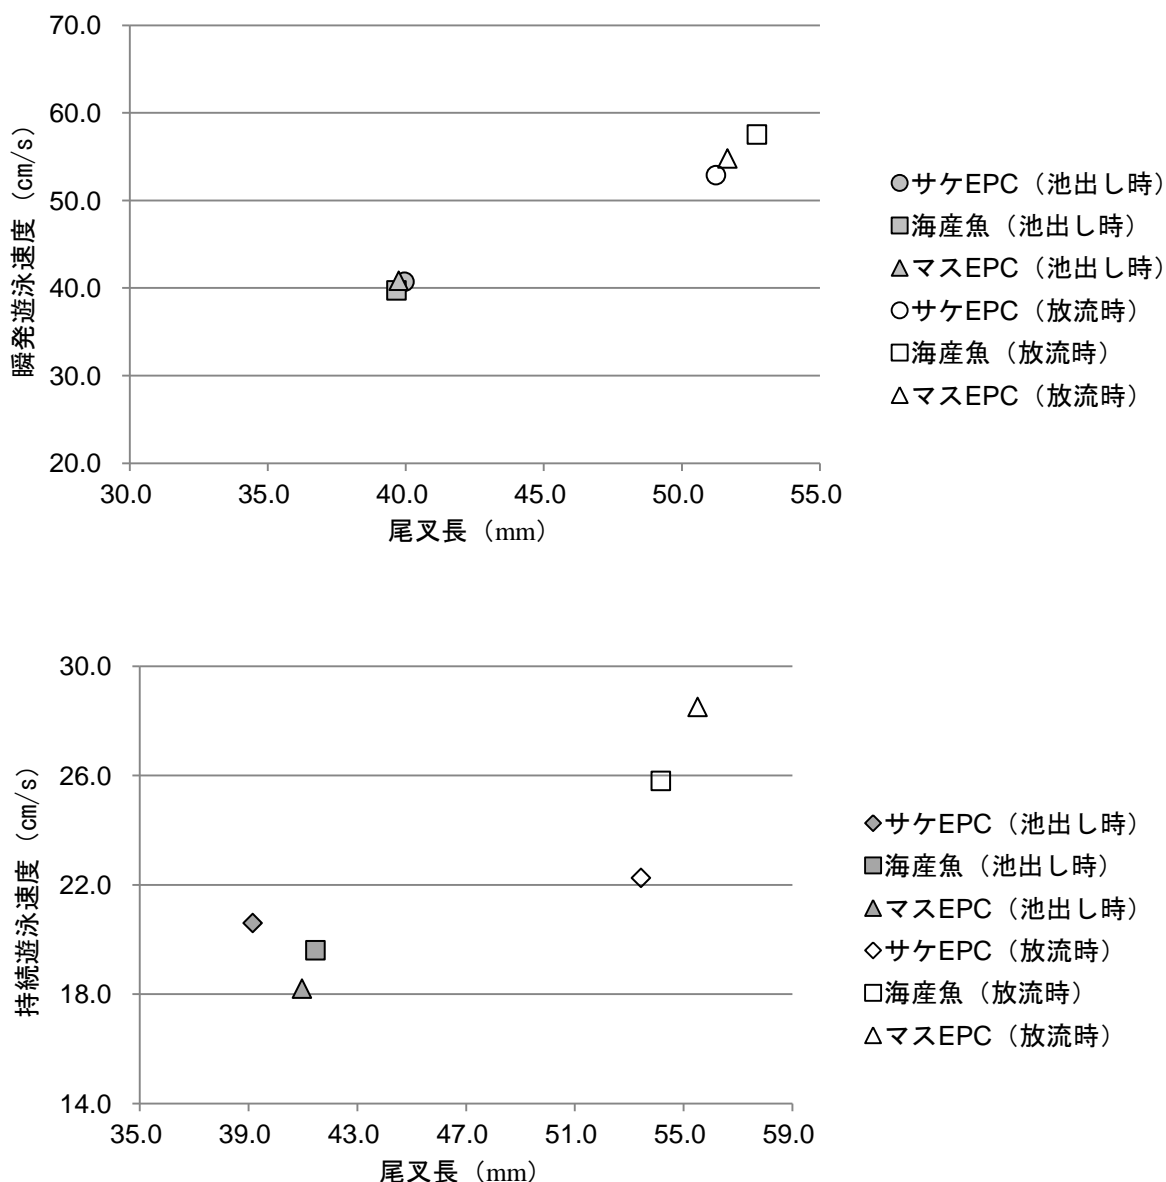 70.0
60.0
50.0
40.0
30.0
20.0
瞬発遊泳速度（cm/s）
30.0 35.0 40.0 45.0 50.0 55.0
尾叉長（mm）
サケEPC（池出し時）
海産魚（池出し時）
マスEPC（池出し時）
サケEPC（放流時）
海産魚（放流時）
マスEPC（放流時）
30.0
26.0
22.0
18.0
14.0
持続遊泳速度（cm/s）
35.0 39.0 43.0 47.0 51.0 55.0 59.0
尾叉長（mm）
サケEPC（池出し時）
海産魚（池出し時）
マスEPC（池出し時）
サケEPC（放流時）
海産魚（放流時）
マスEPC（放流時）